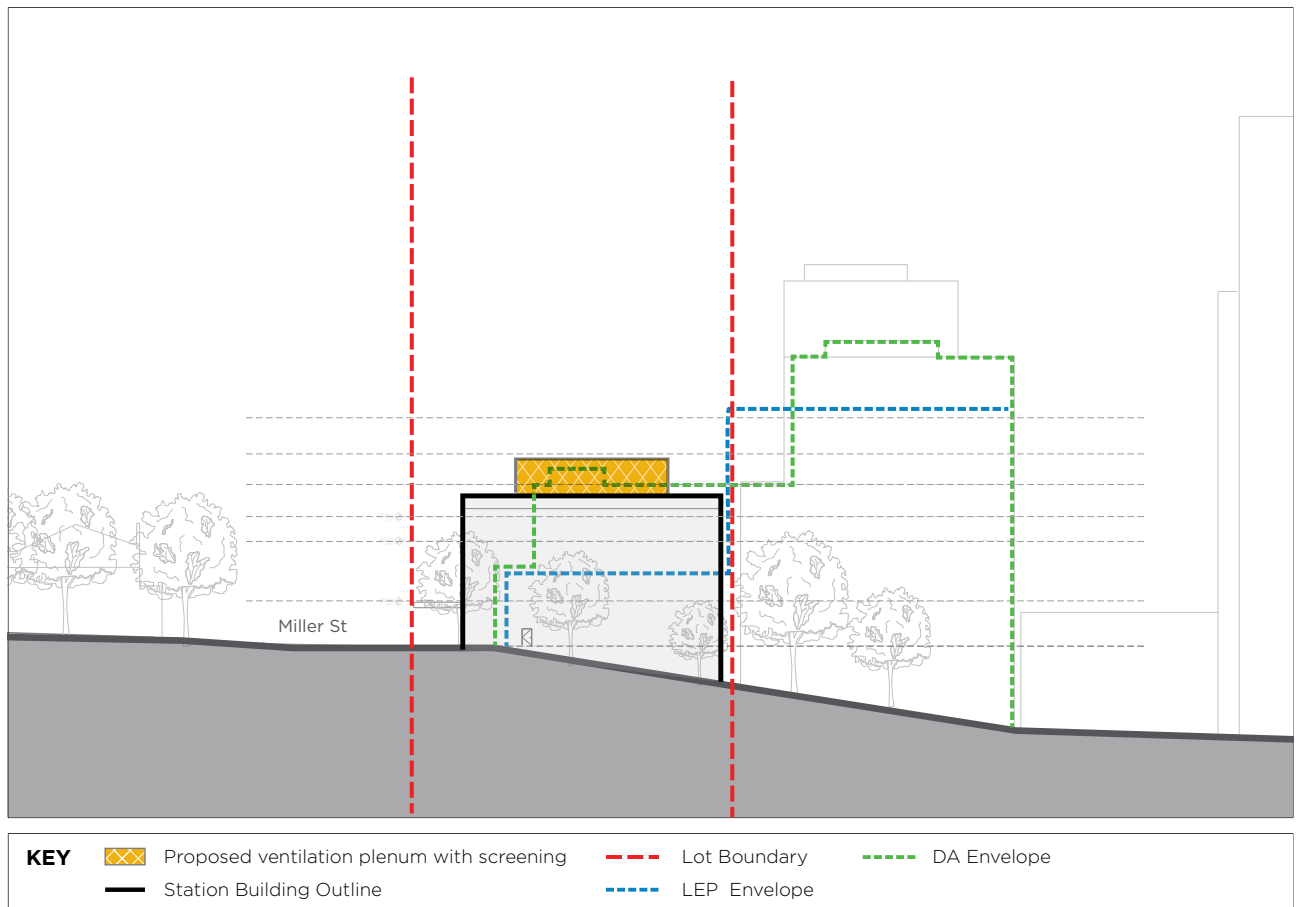 Miller St
KEY
Proposed ventilation plenum with screening
Lot Boundary
DA Envelope
Station Building Outline
LEP Envelope